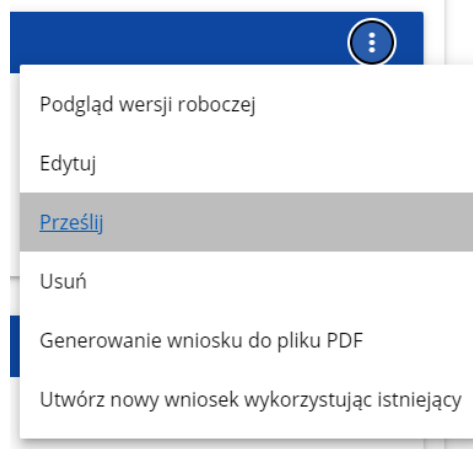 Podgląd wersji roboczej
Edytuj
Prześlij
Usuń
Generowanie wniosku do pliku PDF
Utwórz nowy wniosek wykorzystując istniejący